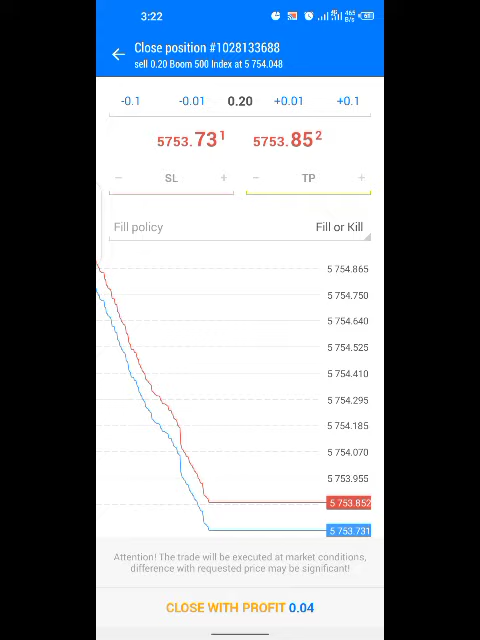 3:22
Close position #1028133688
sell 0.20 Boom 500 Index at 5 754.048
-0.1 -0.01 0.20 +0.01 +0.1
5753.731 5753.852
− SL + − TP +
Fill policy Fill or Kill
5 754.865
5 754.750
5 754.640
5 754.525
5 754.410
5 754.295
5 754.185
5 754.070
5 753.955
5 753.852
5 753.731
Attention! The trade will be executed at market conditions,
difference with requested price may be significant!
CLOSE WITH PROFIT 0.04